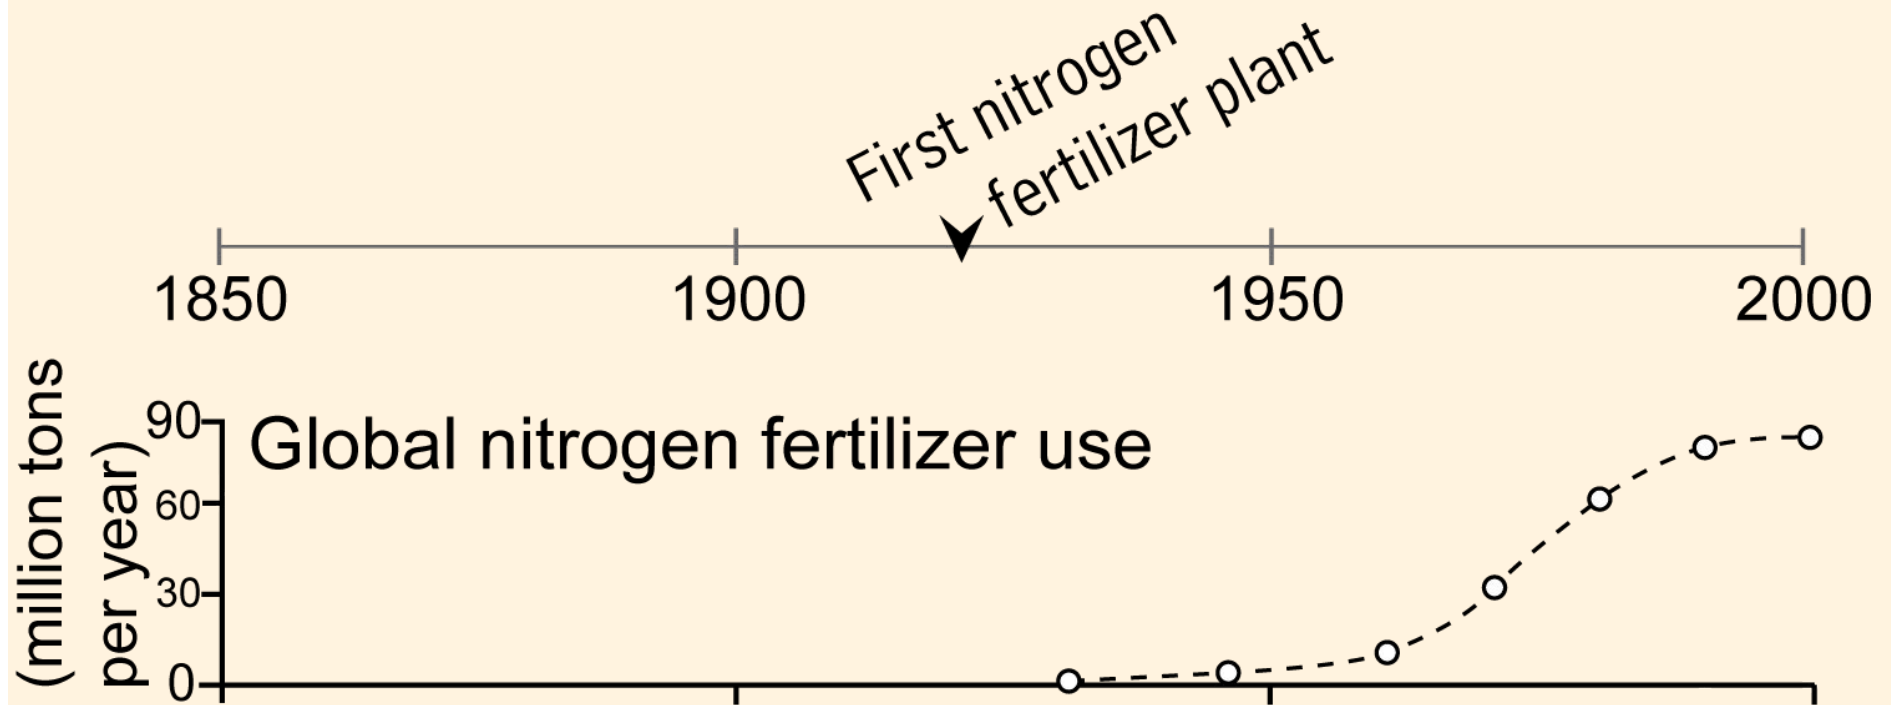 First nitrogen
fertilizer plant
1850
1900
1950
2000
(million tons
per year)
90
60
30
0
Global nitrogen fertilizer use